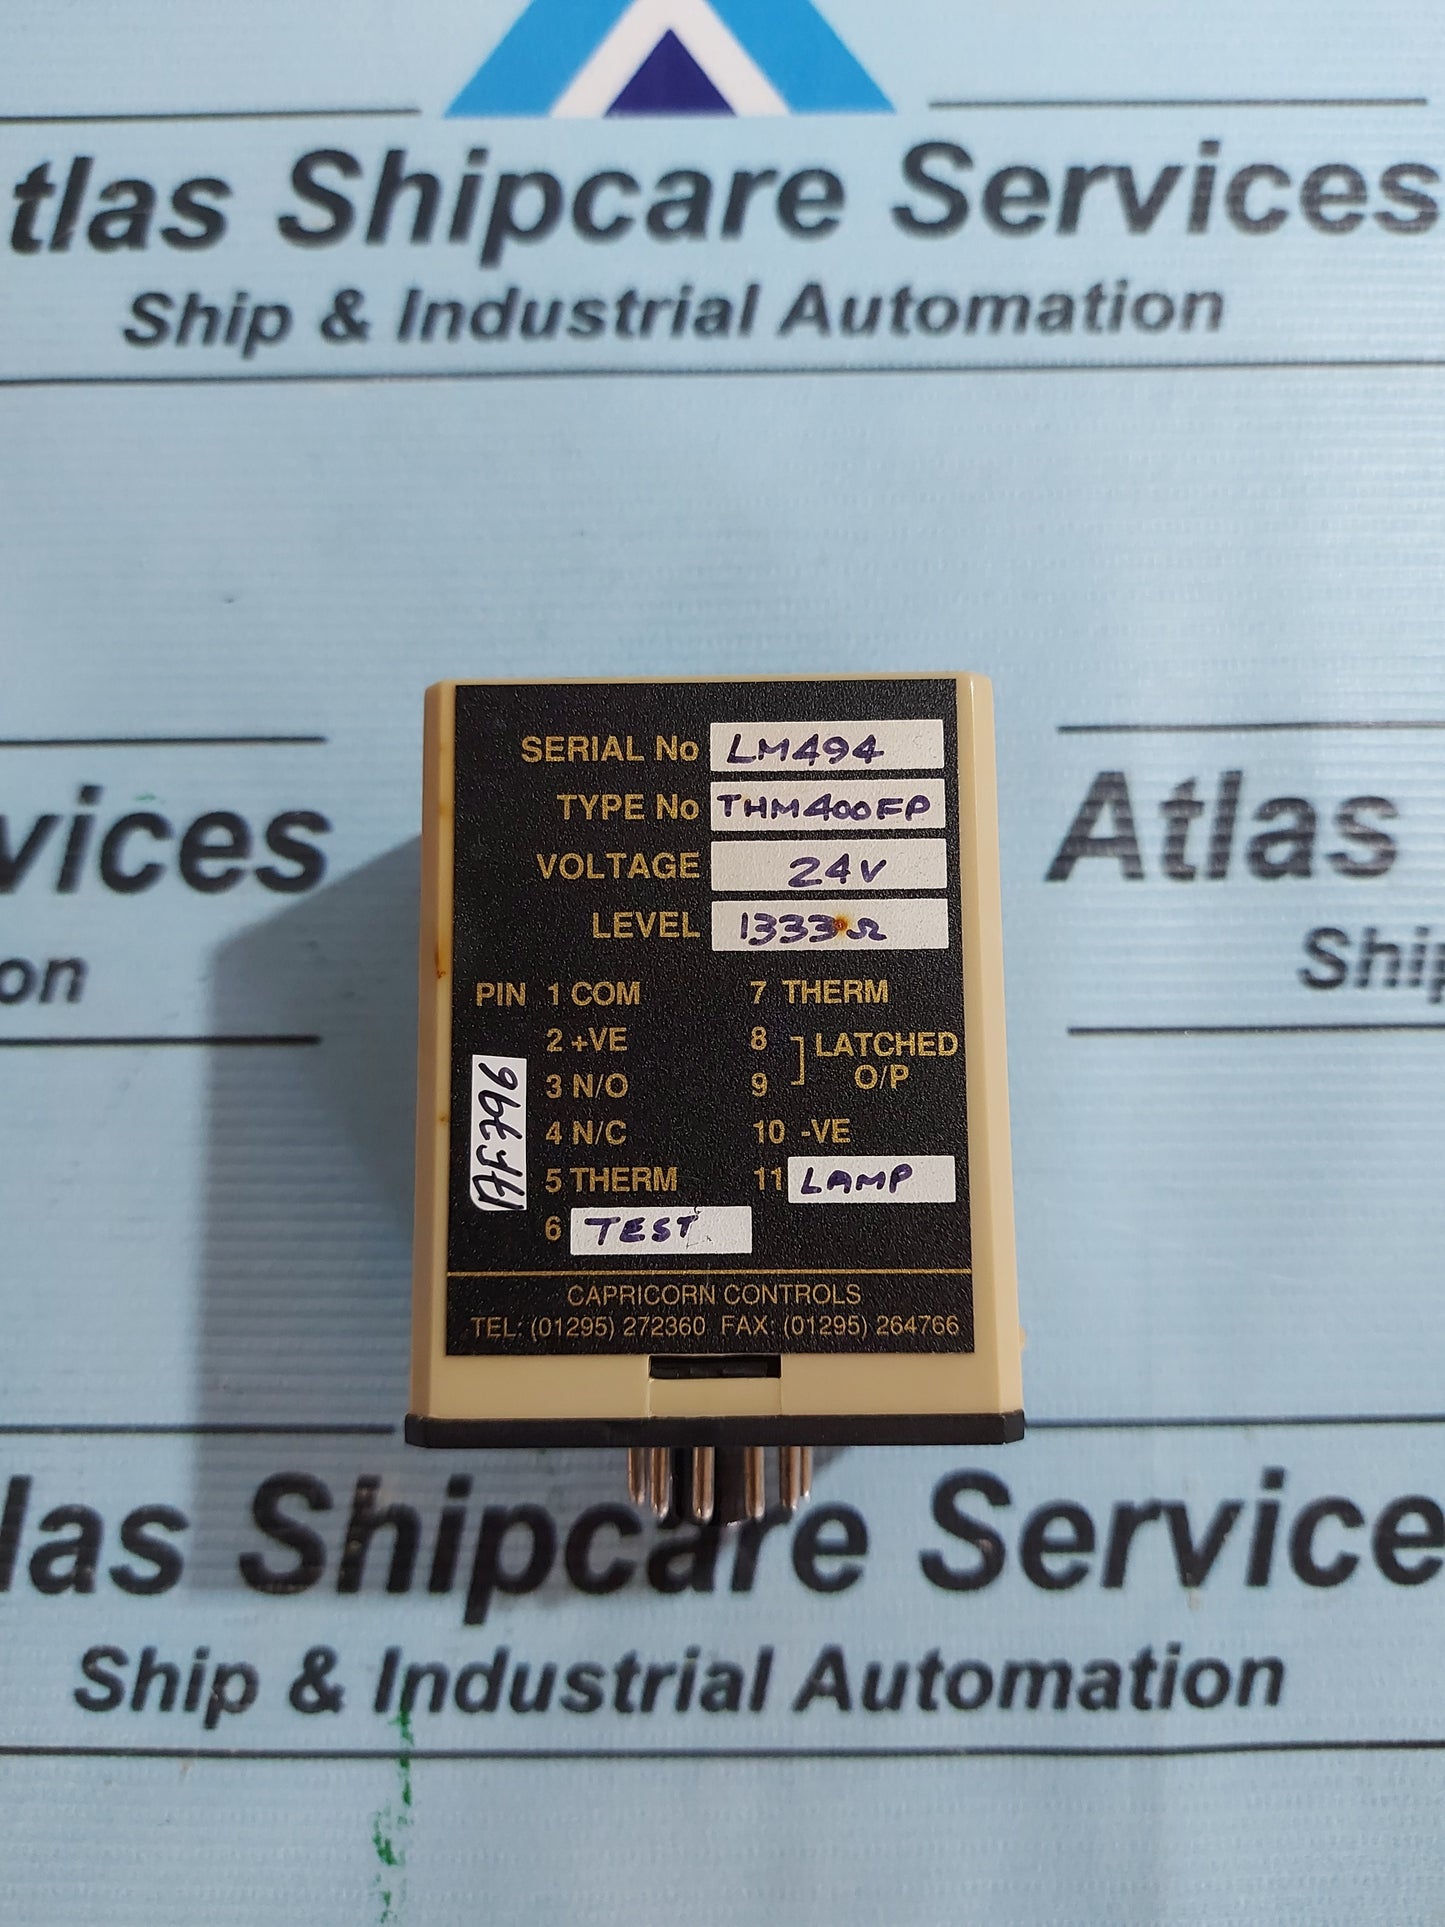 tlas Shipcare Services
Ship & Industrial Automation
SERIAL No LM494
TYPE No THM400FP
VOLTAGE 24V
LEVEL 1333Ω
PIN 1 COM 7 THERM
2 +VE 8 LATCHED
3 N/O 9 O/P
4 N/C 10 -VE
5 THERM 11 LAMP
6 TEST
CAPRICORN CONTROLS
TEL: (01295) 272360 FAX: (01295) 264766
vices
on
Atlas
Ship
las Shipcare Service
Ship & Industrial Automation